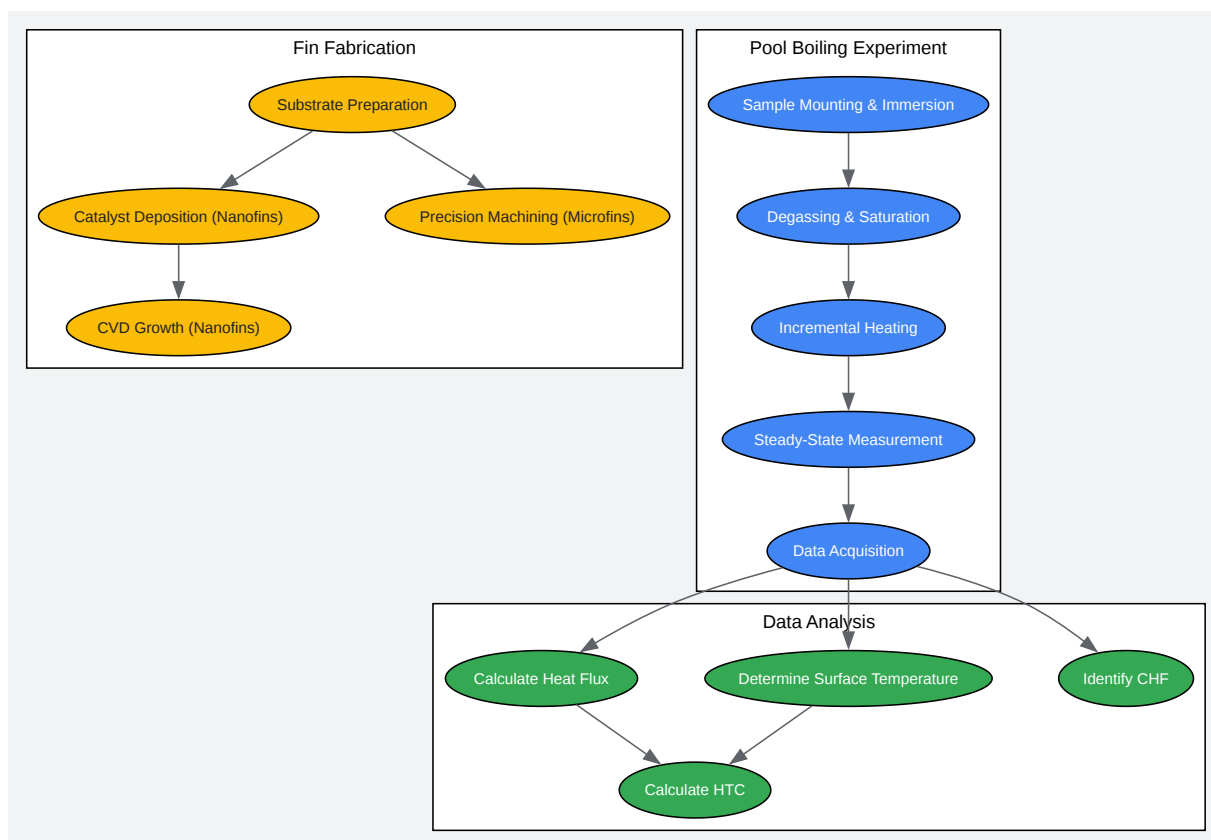 Fin Fabrication
Substrate Preparation
Catalyst Deposition (Nanofins)
Precision Machining (Microfins)
CVD Growth (Nanofins)
Pool Boiling Experiment
Sample Mounting & Immersion
Degassing & Saturation
Incremental Heating
Steady-State Measurement
Data Acquisition
Data Analysis
Calculate Heat Flux
Determine Surface Temperature
Identify CHF
Calculate HTC